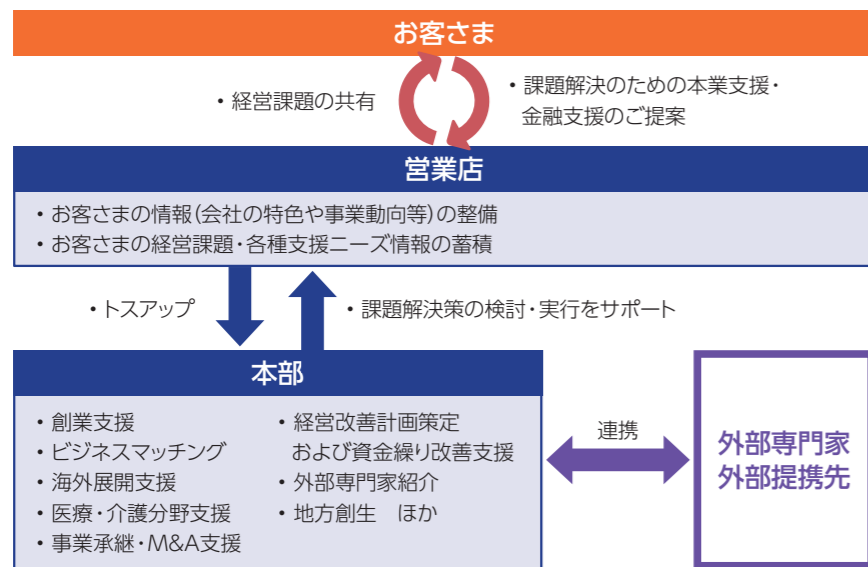 お客さま
・経営課題の共有
・課題解決のための本業支援・
金融支援のご提案
営業店
・お客さまの情報(会社の特色や事業動向等)の整備
・お客さまの経営課題・各種支援ニーズ情報の蓄積
・トスアップ
・課題解決策の検討・実行をサポート
本部
・創業支援
・ビジネスマッチング
・海外展開支援
・医療・介護分野支援
・事業承継・M&A支援
・経営改善計画策定
および資金繰り改善支援
・外部専門家紹介
・地方創生　ほか
連携
外部専門家
外部提携先